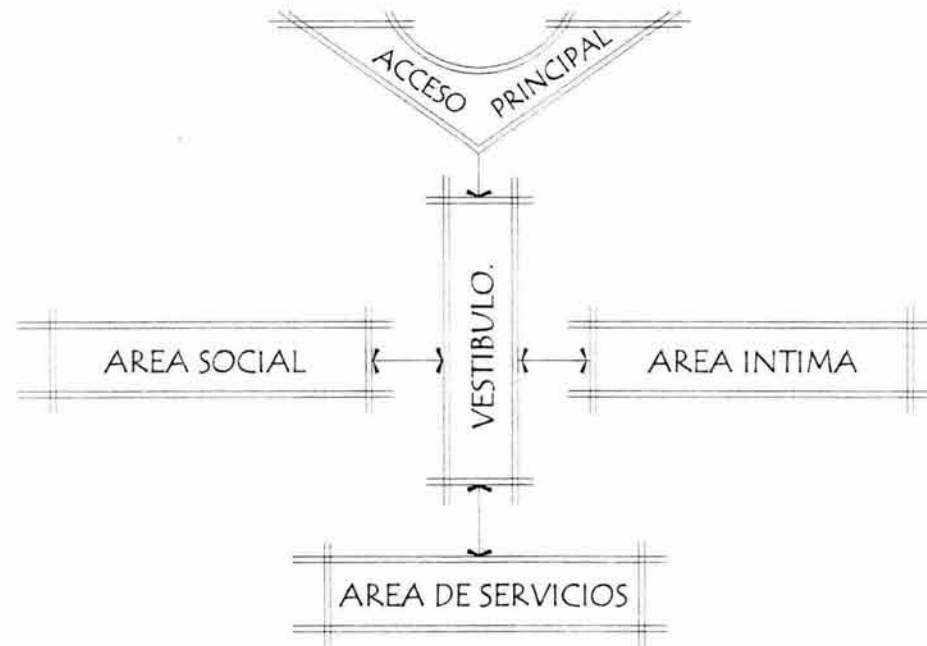 ACCESO PRINCIPAL
VESTIBULO.
AREA SOCIAL
AREA INTIMA
AREA DE SERVICIOS